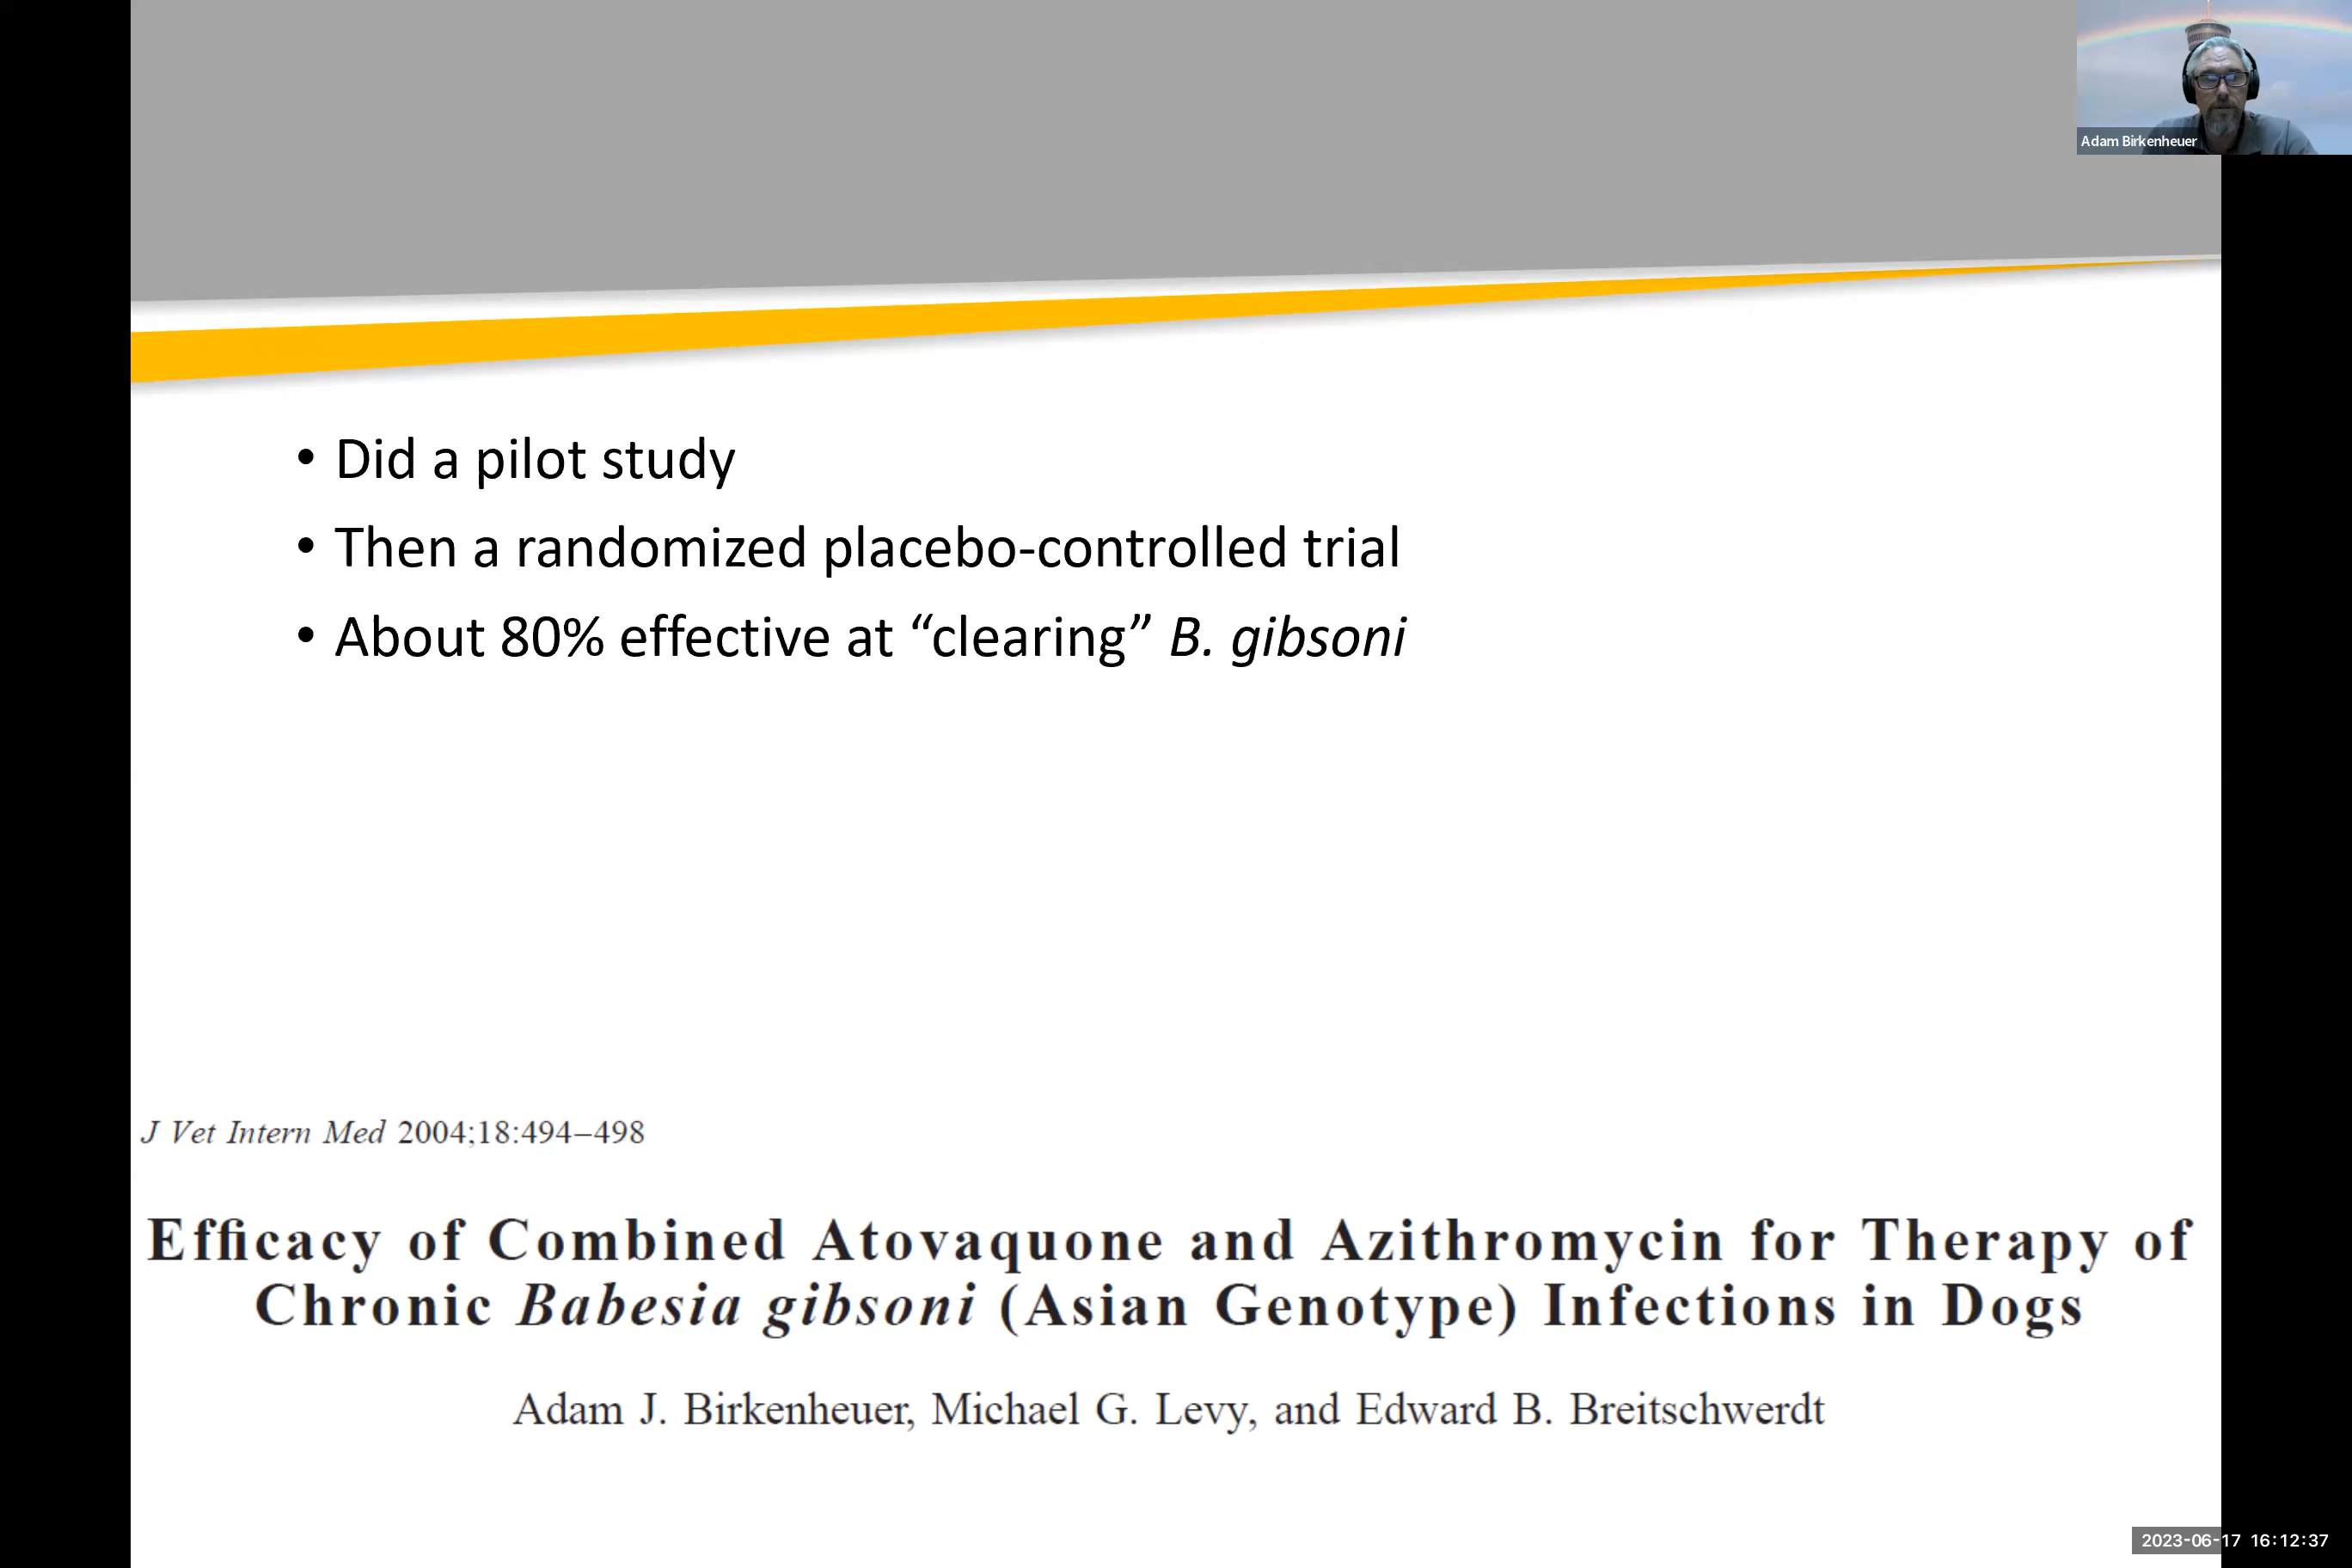 Adam Birkenheuer
• Did a pilot study
• Then a randomized placebo-controlled trial
• About 80% effective at “clearing” B. gibsoni
J Vet Intern Med 2004;18:494–498
Efficacy of Combined Atovaquone and Azithromycin for Therapy of
Chronic Babesia gibsoni (Asian Genotype) Infections in Dogs
Adam J. Birkenheuer, Michael G. Levy, and Edward B. Breitschwerdt
2023-06-17 16:12:37